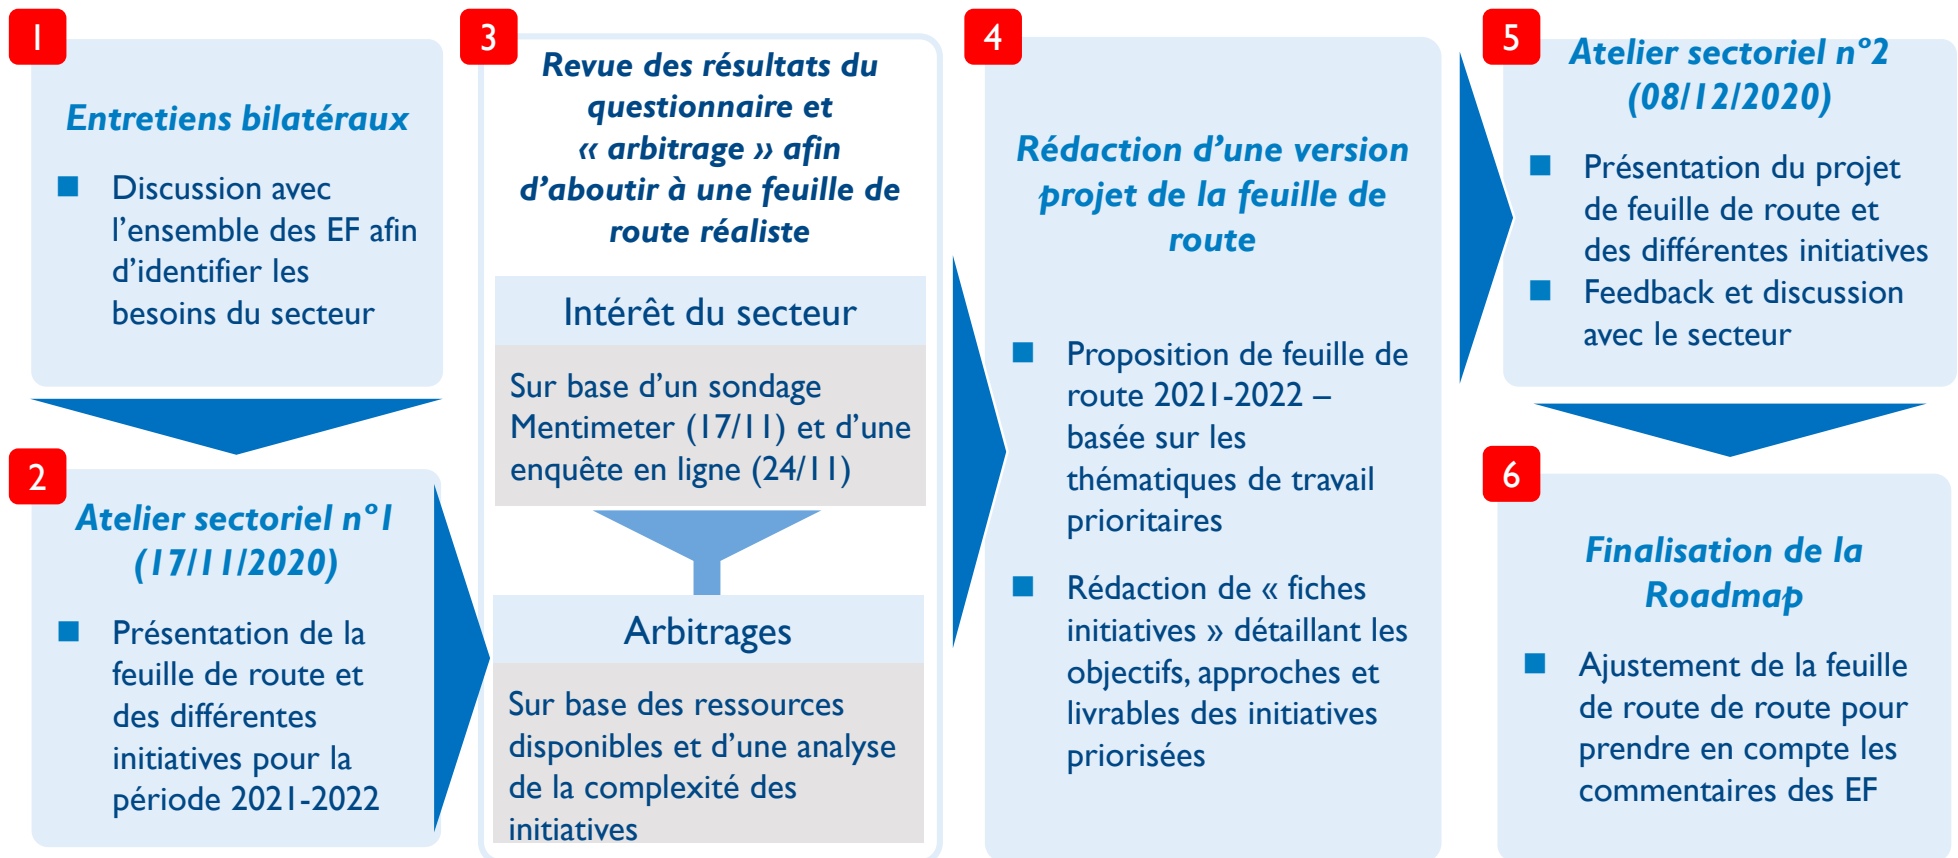 1
Entretiens bilatéraux
■ Discussion avec
l’ensemble des EF afin
d’identifier les
besoins du secteur
2
Atelier sectoriel n°1
(17/11/2020)
■ Présentation de la
feuille de route et
des différentes
initiatives pour la
période 2021-2022
3
Revue des résultats du
questionnaire et
« arbitrage » afin
d’aboutir à une feuille de
route réaliste
Intérêt du secteur
Sur base d’un sondage
Mentimeter (17/11) et d’une
enquête en ligne (24/11)
Arbitrages
Sur base des ressources
disponibles et d’une analyse
de la complexité des
initiatives
4
Rédaction d’une version
projet de la feuille de
route
■ Proposition de feuille de
route 2021-2022 –
basée sur les
thématiques de travail
prioritaires
■ Rédaction de « fiches
initiatives » détaillant les
objectifs, approches et
livrables des initiatives
priorisées
5
Atelier sectoriel n°2
(08/12/2020)
■ Présentation du projet
de feuille de route et
des différentes initiatives
■ Feedback et discussion
avec le secteur
6
Finalisation de la
Roadmap
■ Ajustement de la feuille
de route de route pour
prendre en compte les
commentaires des EF